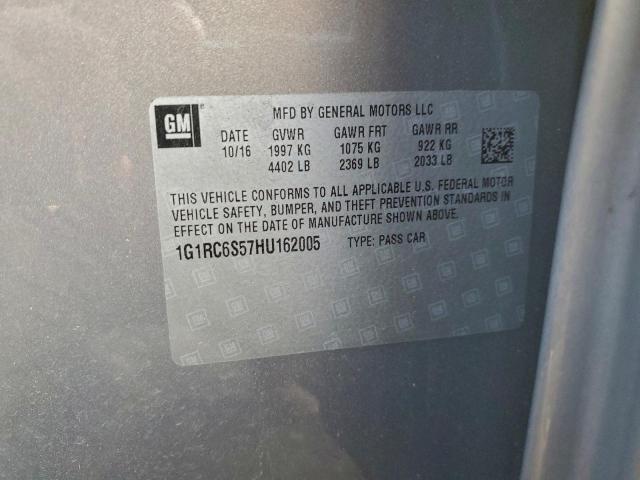 GM
MFD BY GENERAL MOTORS LLC
DATE GVWR GAWR FRT GAWR RR
10/16 1997 KG 1075 KG 922 KG
4402 LB 2369 LB 2033 LB
THIS VEHICLE CONFORMS TO ALL APPLICABLE U.S. FEDERAL MOTOR
VEHICLE SAFETY, BUMPER, AND THEFT PREVENTION STANDARDS IN
EFFECT ON THE DATE OF MANUFACTURE SHOWN ABOVE.
1G1RC6S57HU162005 TYPE: PASS CAR